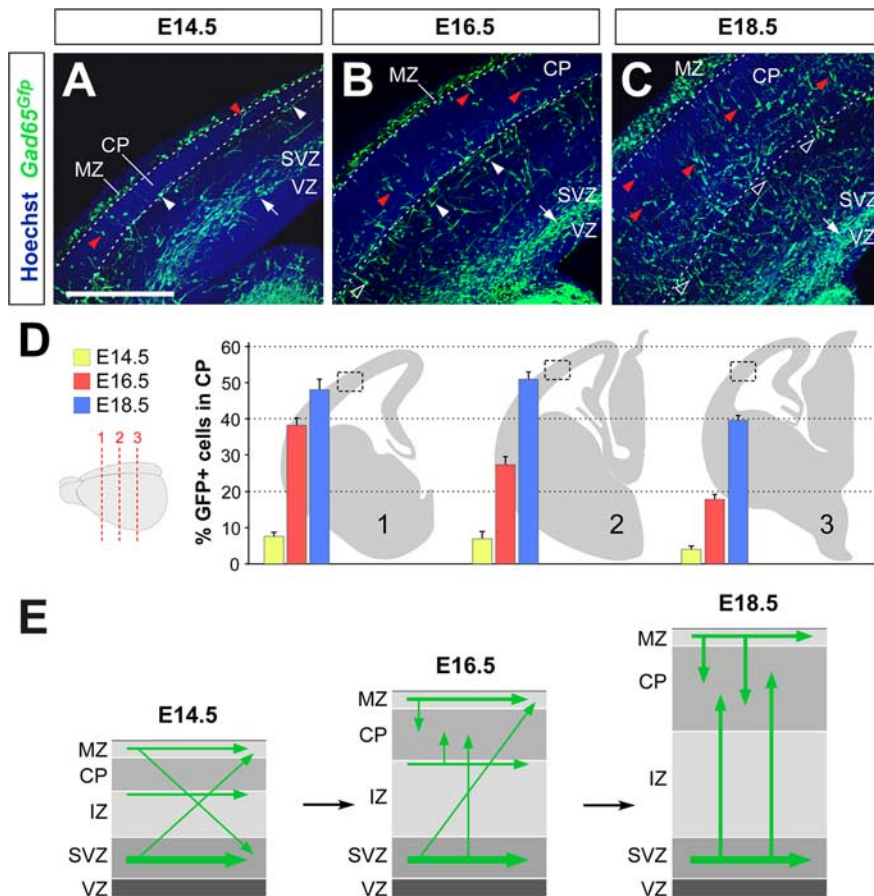 E14.5 E16.5 E18.5
Hoechst Gad65Gfp
A
MZ
CP
SVZ
VZ
B
MZ
CP
SVZ
VZ
C
MZ
CP
SVZ
VZ
D
E14.5
E16.5
E18.5
1 2 3
% GFP+ cells in CP
60
50
40
30
20
10
0
1 2 3
E
E14.5
MZ
CP
IZ
SVZ
VZ
E16.5
MZ
CP
IZ
SVZ
VZ
E18.5
MZ
CP
IZ
SVZ
VZ